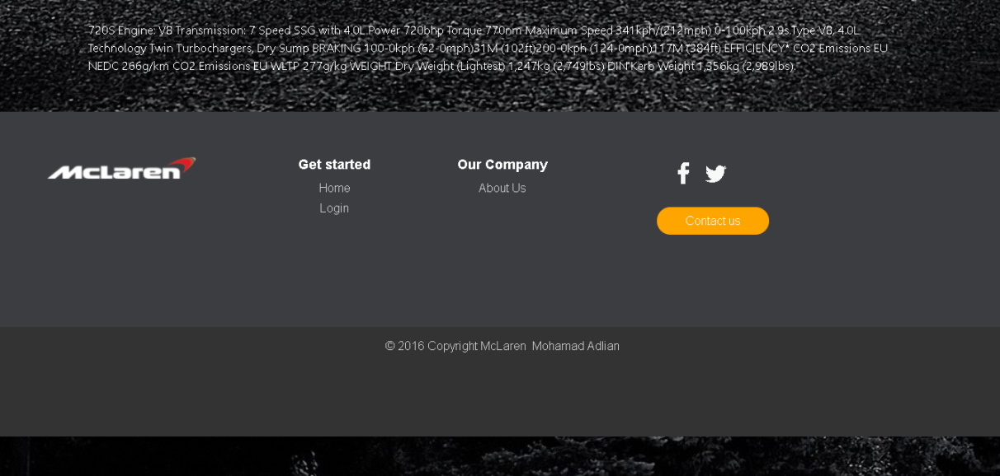 720S Engine: V8 Transmission: 7 Speed SSG with 4.0L.Power 720bhp Torque 770nm Maximum Speed 341kph/(212mph) 0-100kph 2.9s.Type V8, 4.0L
Technology Twin Turbochargers, Dry Sump BRAKING 100-0kph (62-0mph)31M (102ft)200-0kph (124-0mph)117M (384ft).EFFICIENCY* CO2 Emissions EU
NEDC 266g/km CO2 Emissions EU WLTP 277g/kg WEIGHT Dry Weight (Lightest) 1,247kg (2,749lbs) DIN Kerb Weight 1,356kg (2,989lbs).
McLaren
Get started
Home
Login
Our Company
About Us
Contact us
© 2016 Copyright McLaren Mohamad Adlian